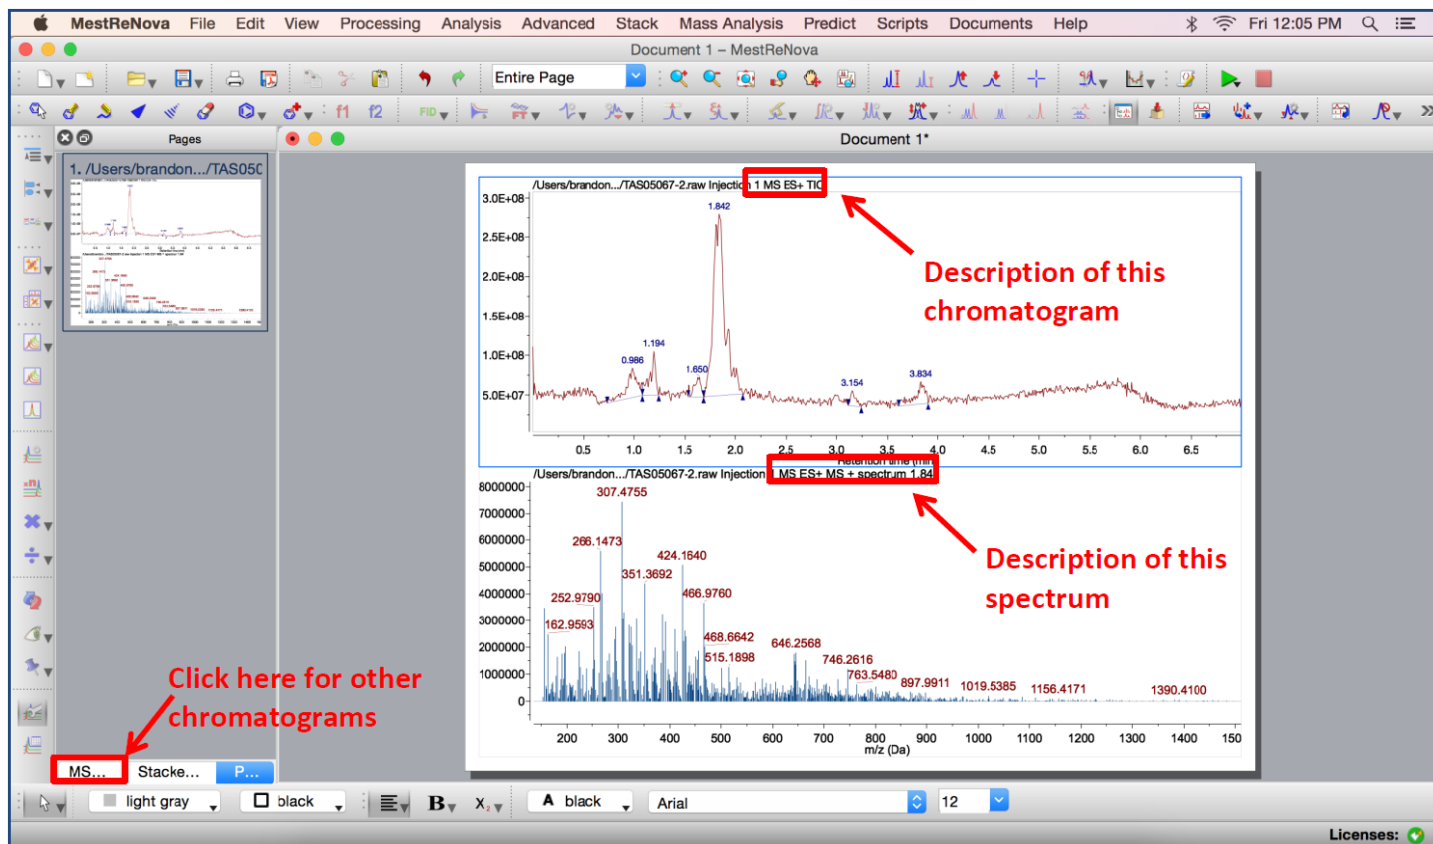 MestReNova File Edit View Processing Analysis Advanced Stack Mass Analysis Predict Scripts Documents Help Fri 12:05 PM
Document 1 – MestReNova
Entire Page
f1 f2 FID
Pages
Document 1*
1. /Users/brandon.../TAS050
/Users/brandon.../TAS05067-2.raw Injection 1 MS ES+ TIC
3.0E+08
2.5E+08
2.0E+08
1.5E+08
1.0E+08
5.0E+07
1.842
0.986
1.194
1.650
3.154
3.834
Description of this
chromatogram
0.5 1.0 1.5 2.0 2.5 3.0 3.5 4.0 4.5 5.0 5.5 6.0 6.5
Retention time (min
/Users/brandon.../TAS05067-2.raw Injection 1 MS ES+ MS + spectrum 1.84
8000000
7000000
6000000
5000000
4000000
3000000
2000000
1000000
0
307.4755
266.1473
424.1640
351.3692
252.9790
466.9760
162.9593
468.6642
515.1898
646.2568
746.2616
763.5480
897.9911
1019.5385
1156.4171
1390.4100
Description of this
spectrum
200 300 400 500 600 700 800 900 1000 1100 1200 1300 1400 150
m/z (Da)
Click here for other
chromatograms
MS... Stacke... P...
light gray black B X2 A black Arial 12
Licenses: